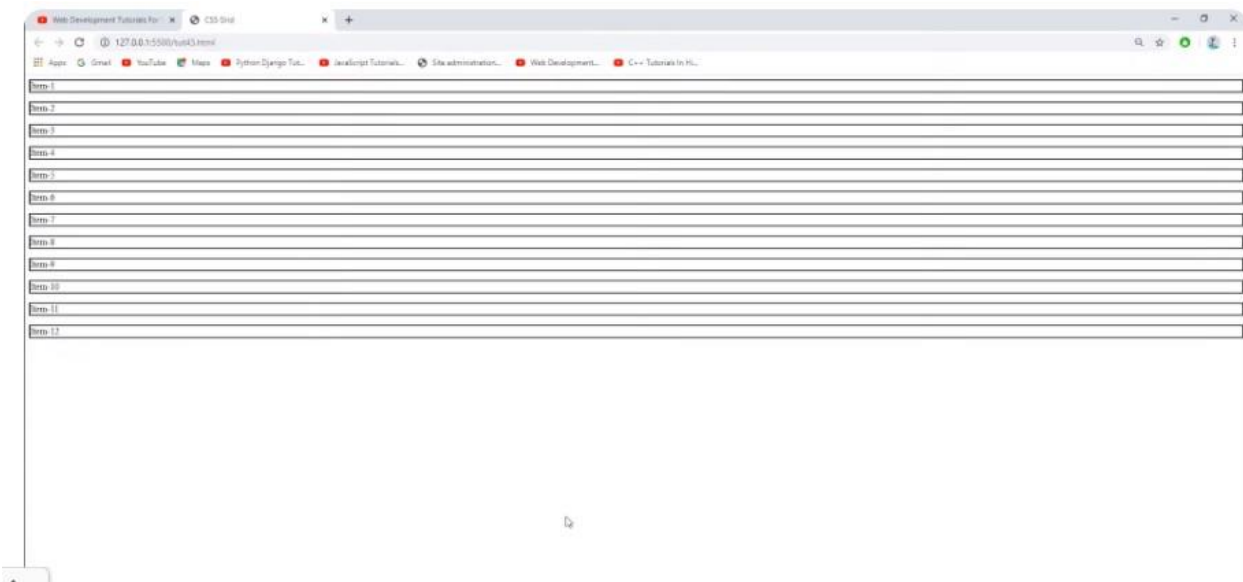 Web Development Tutorials For CSS Grid
127.0.0.1:5500/tut43.html
Apps Gmail YouTube Maps Python Django Tut... JavaScript Tutorials... Site administration... Web Development... C++ Tutorials In Hi...
Item-1
Item-2
Item-3
Item-4
Item-5
Item-6
Item-7
Item-8
Item-9
Item-10
Item-11
Item-12